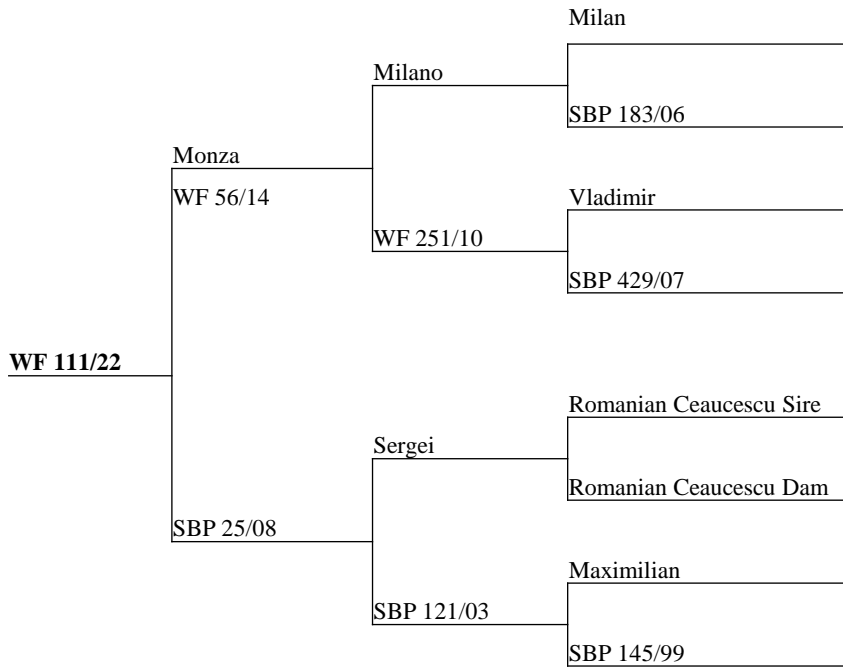 Milan
Milano
SBP 183/06
Monza
WF 56/14
Vladimir
WF 251/10
SBP 429/07
WF 111/22
Romanian Ceaucescu Sire
Sergei
Romanian Ceaucescu Dam
SBP 25/08
Maximilian
SBP 121/03
SBP 145/99